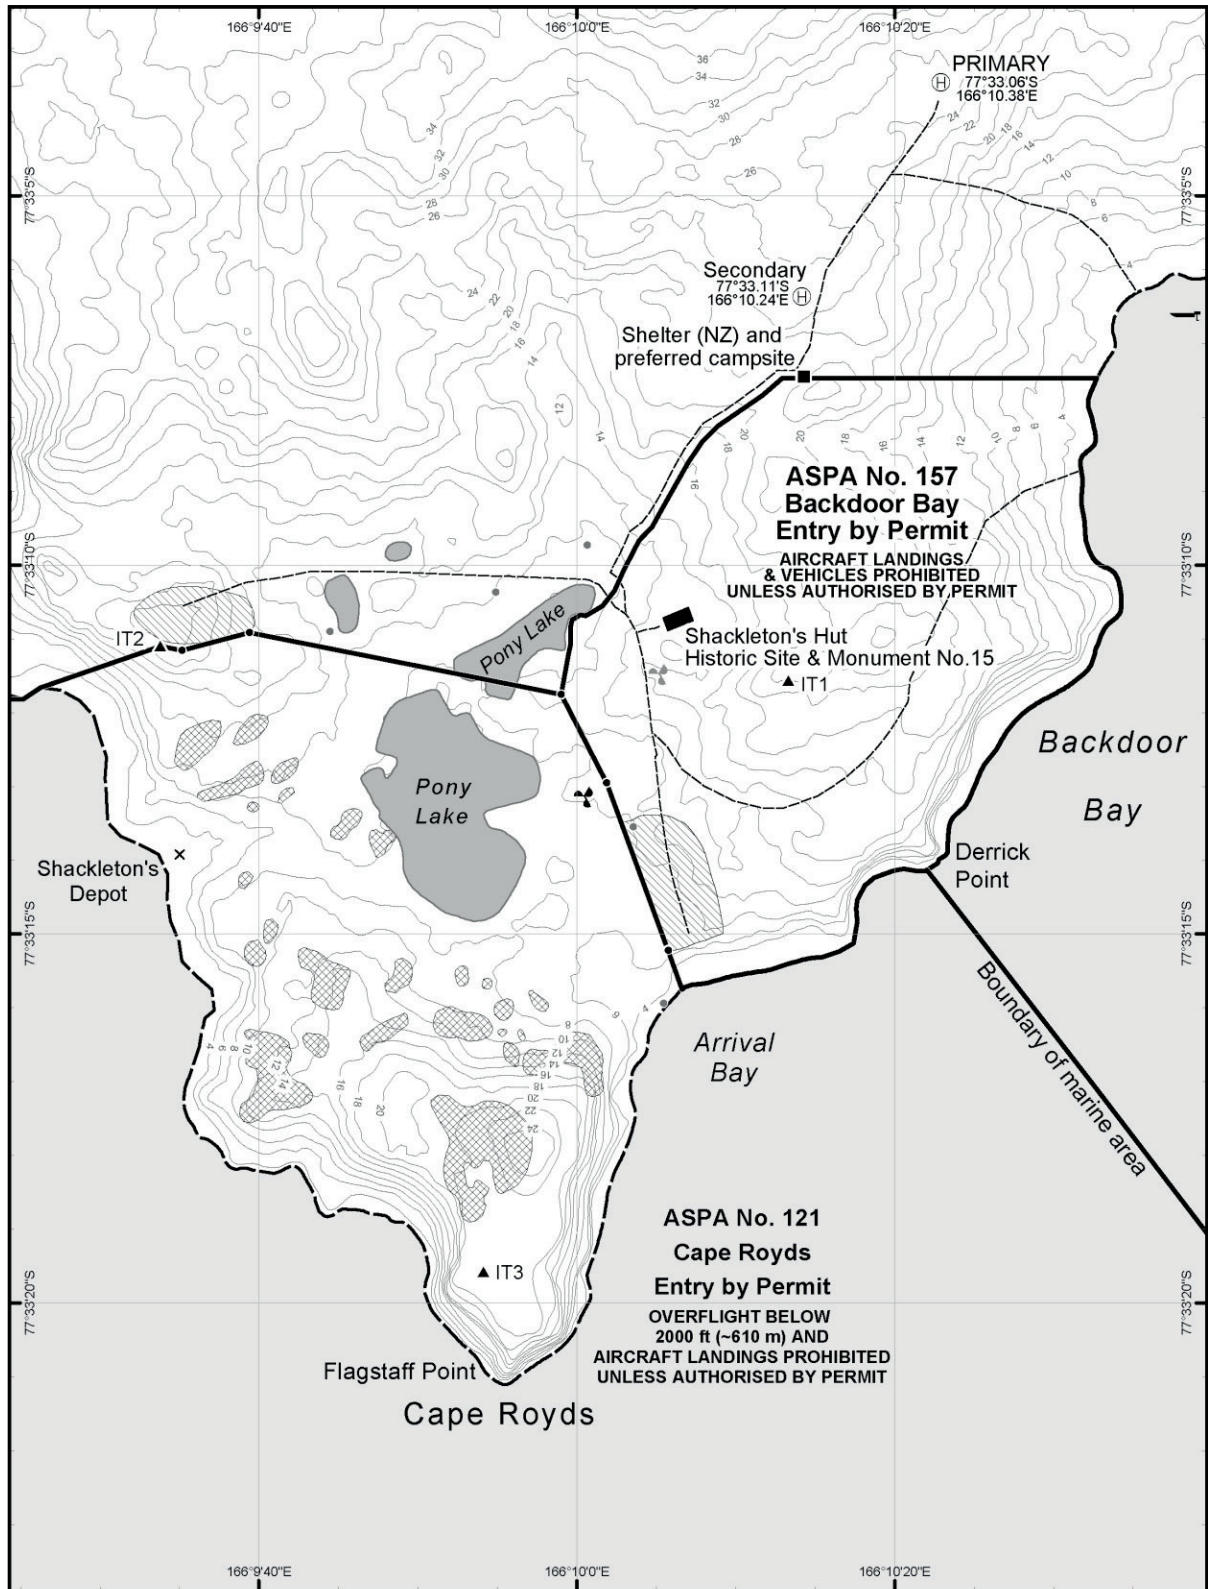 166°9'40"E
166°10'0"E
166°10'20"E
PRIMARY
77°33.06'S
166°10.38'E
77°33'5"S
77°33'5"S
Secondary
77°33.11'S
166°10.24'E
Shelter (NZ) and
preferred campsite
ASPA No. 157
Backdoor Bay
Entry by Permit
AIRCRAFT LANDINGS
& VEHICLES PROHIBITED
UNLESS AUTHORISED BY PERMIT
77°33'10"S
77°33'10"S
IT2
Pony Lake
Shackleton's Hut
Historic Site & Monument No.15
IT1
Backdoor
Bay
Pony
Lake
Shackleton's
Depot
Derrick
Point
77°33'15"S
77°33'15"S
Boundary of marine area
Arrival
Bay
ASPA No. 121
Cape Royds
Entry by Permit
OVERFLIGHT BELOW
2000 ft (~610 m) AND
AIRCRAFT LANDINGS PROHIBITED
UNLESS AUTHORISED BY PERMIT
IT3
77°33'20"S
77°33'20"S
Flagstaff Point
Cape Royds
166°9'40"E
166°10'0"E
166°10'20"E